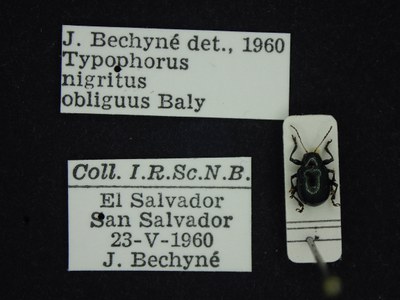 J. Bechyné det., 1960
Typophorus
nigritus
obliguus Baly
Coll. I.R.Sc.N.B.
El Salvador
San Salvador
23-V-1960
J. Bechyné